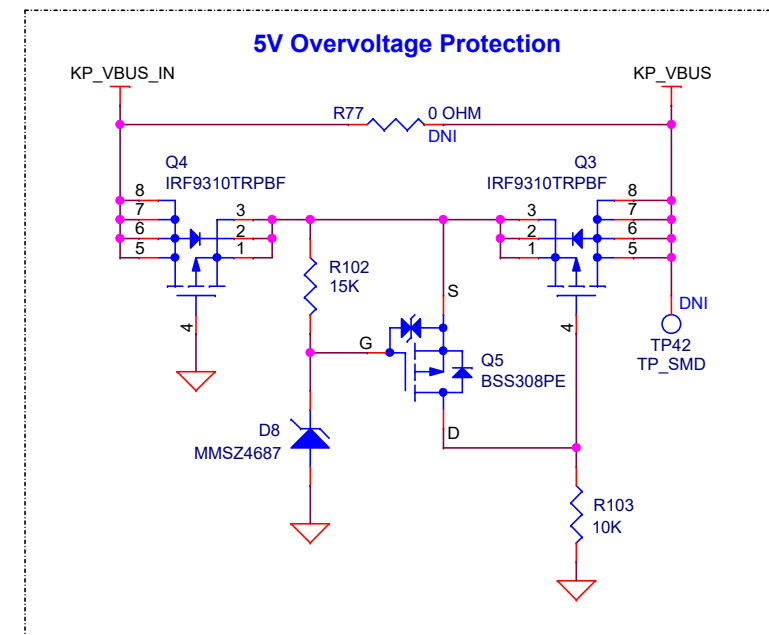 5V Overvoltage Protection
KP_VBUS_IN
KP_VBUS
R77
0 OHM
DNI
Q4
IRF9310TRPBF
Q3
IRF9310TRPBF
8
7
6
5
3
2
1
4
3
2
1
8
7
6
5
4
R102
15K
S
G
D
Q5
BSS308PE
DNI
TP42
TP_SMD
D8
MMSZ4687
R103
10K